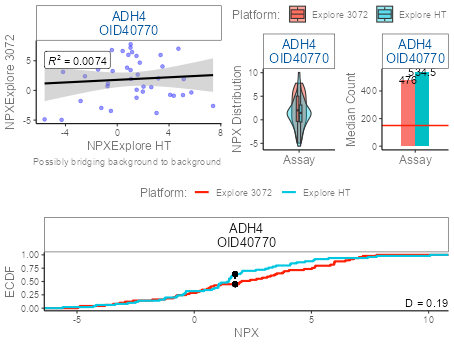 ADH4
OID40770
R² = 0.0074
NPXExplore 3072
8
4
0
-5
-4
0
4
8
NPXExplore HT
Possibly bridging background to background
Platform: Explore 3072 Explore HT
ADH4
OID40770
NPX Distribution
10
5
0
-5
Assay
ADH4
OID40770
Median Count
400
200
0
Assay
Platform: Explore 3072 Explore HT
ADH4
OID40770
ECDF
1.00
0.75
0.50
0.25
0.00
D = 0.19
-5
0
5
10
NPX